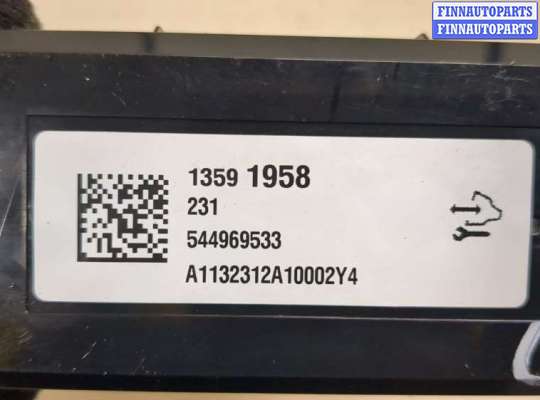 FINNAUTOPARTS
FINNAUTOPARTS
1359 1958
231
544969533
A1132312A10002Y4